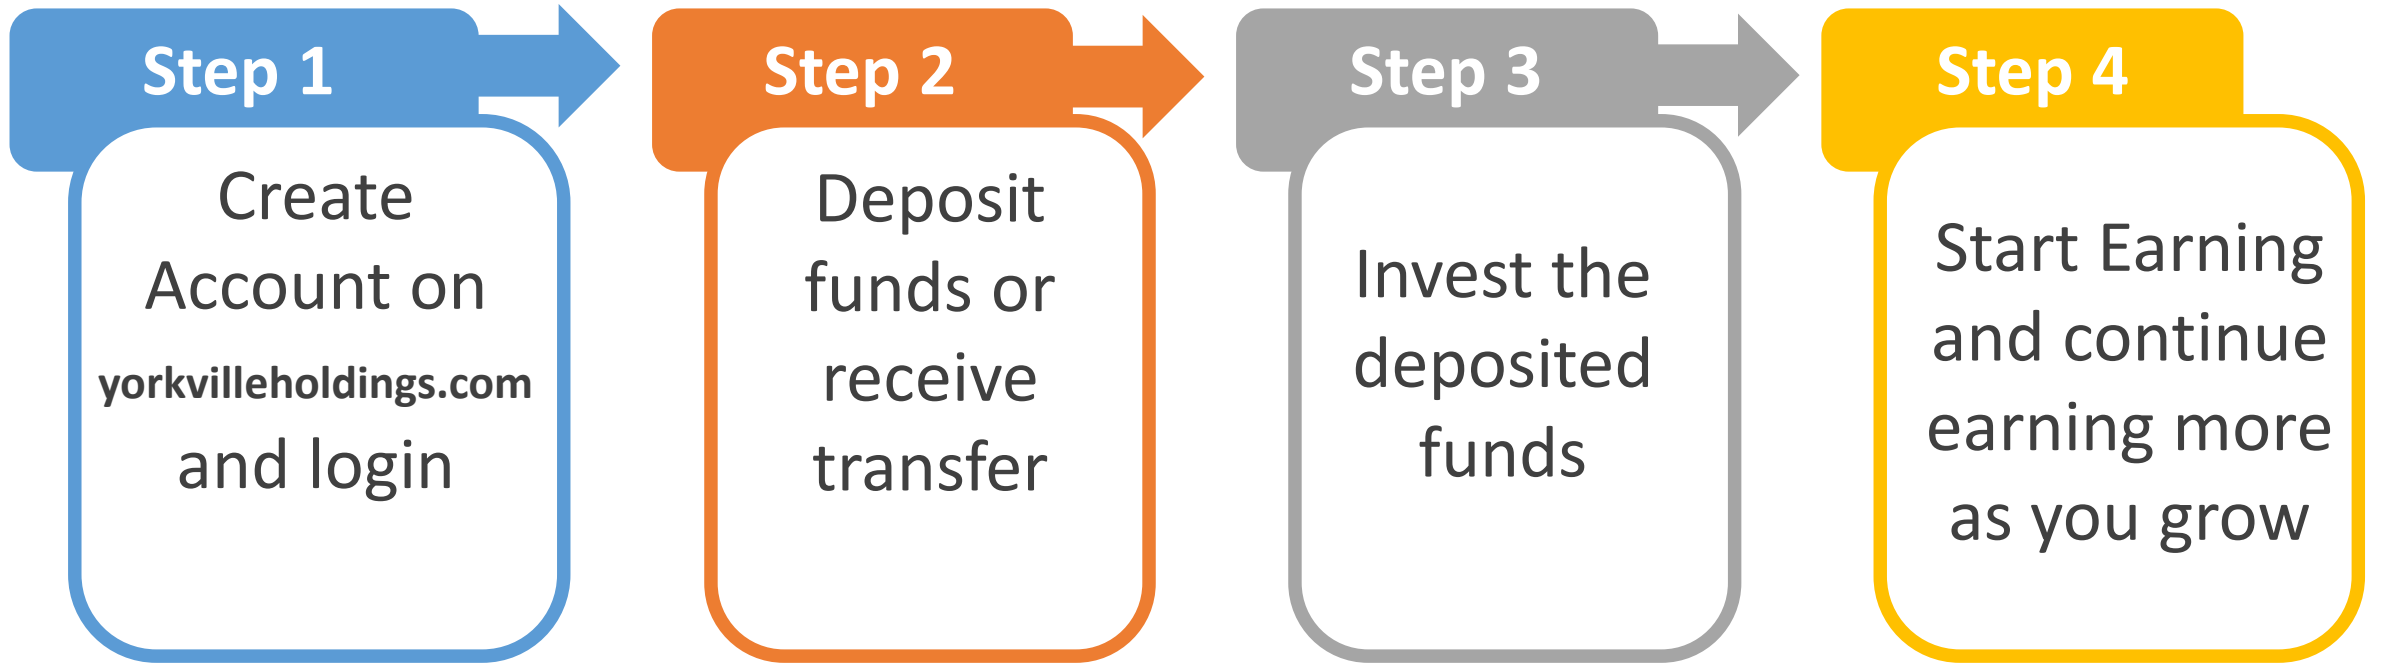 Step 1
Create
Account on
yorkvilleholdings.com
and login
Step 2
Deposit
funds or
receive
transfer
Step 3
Invest the
deposited
funds
Step 4
Start Earning
and continue
earning more
as you grow